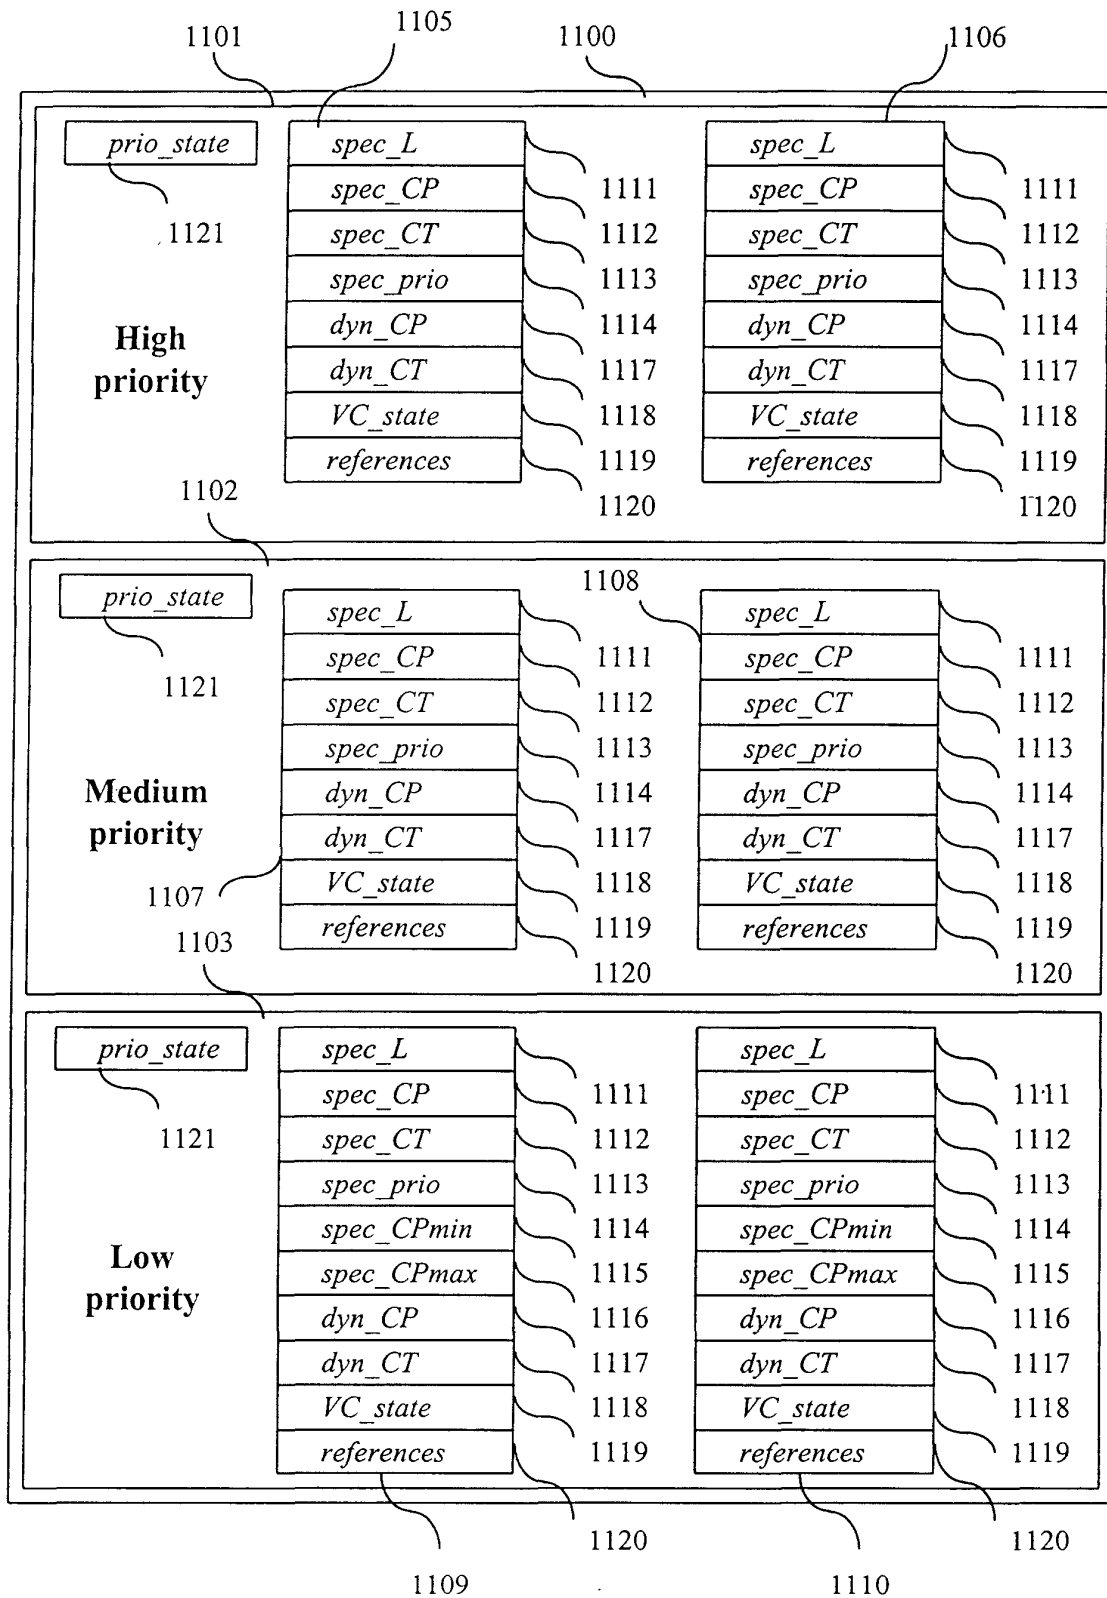 1101 1105 1100 1106
prio_state spec_L spec_L
spec_CP 1111 spec_CP 1111
1121 spec_CT 1112 spec_CT 1112
spec_prio 1113 spec_prio 1113
High dyn_CP 1114 dyn_CP 1114
priority dyn_CT 1117 dyn_CT 1117
VC_state 1118 VC_state 1118
references 1119 references 1119
1102 1120 1120
prio_state spec_L 1108 spec_L
1121 spec_CP 1111 spec_CP 1111
spec_CT 1112 spec_CT 1112
spec_prio 1113 spec_prio 1113
Medium dyn_CP 1114 dyn_CP 1114
priority dyn_CT 1117 dyn_CT 1117
1107 VC_state 1118 VC_state 1118
1103 references 1119 references 1119
1120 1120
prio_state spec_L spec_L
spec_CP 1111 spec_CP 1111
1121 spec_CT 1112 spec_CT 1112
spec_prio 1113 spec_prio 1113
Low spec_CPmin 1114 spec_CPmin 1114
priority spec_CPmax 1115 spec_CPmax 1115
dyn_CP 1116 dyn_CP 1116
dyn_CT 1117 dyn_CT 1117
VC_state 1118 VC_state 1118
references 1119 references 1119
1120 1120
1109 1110